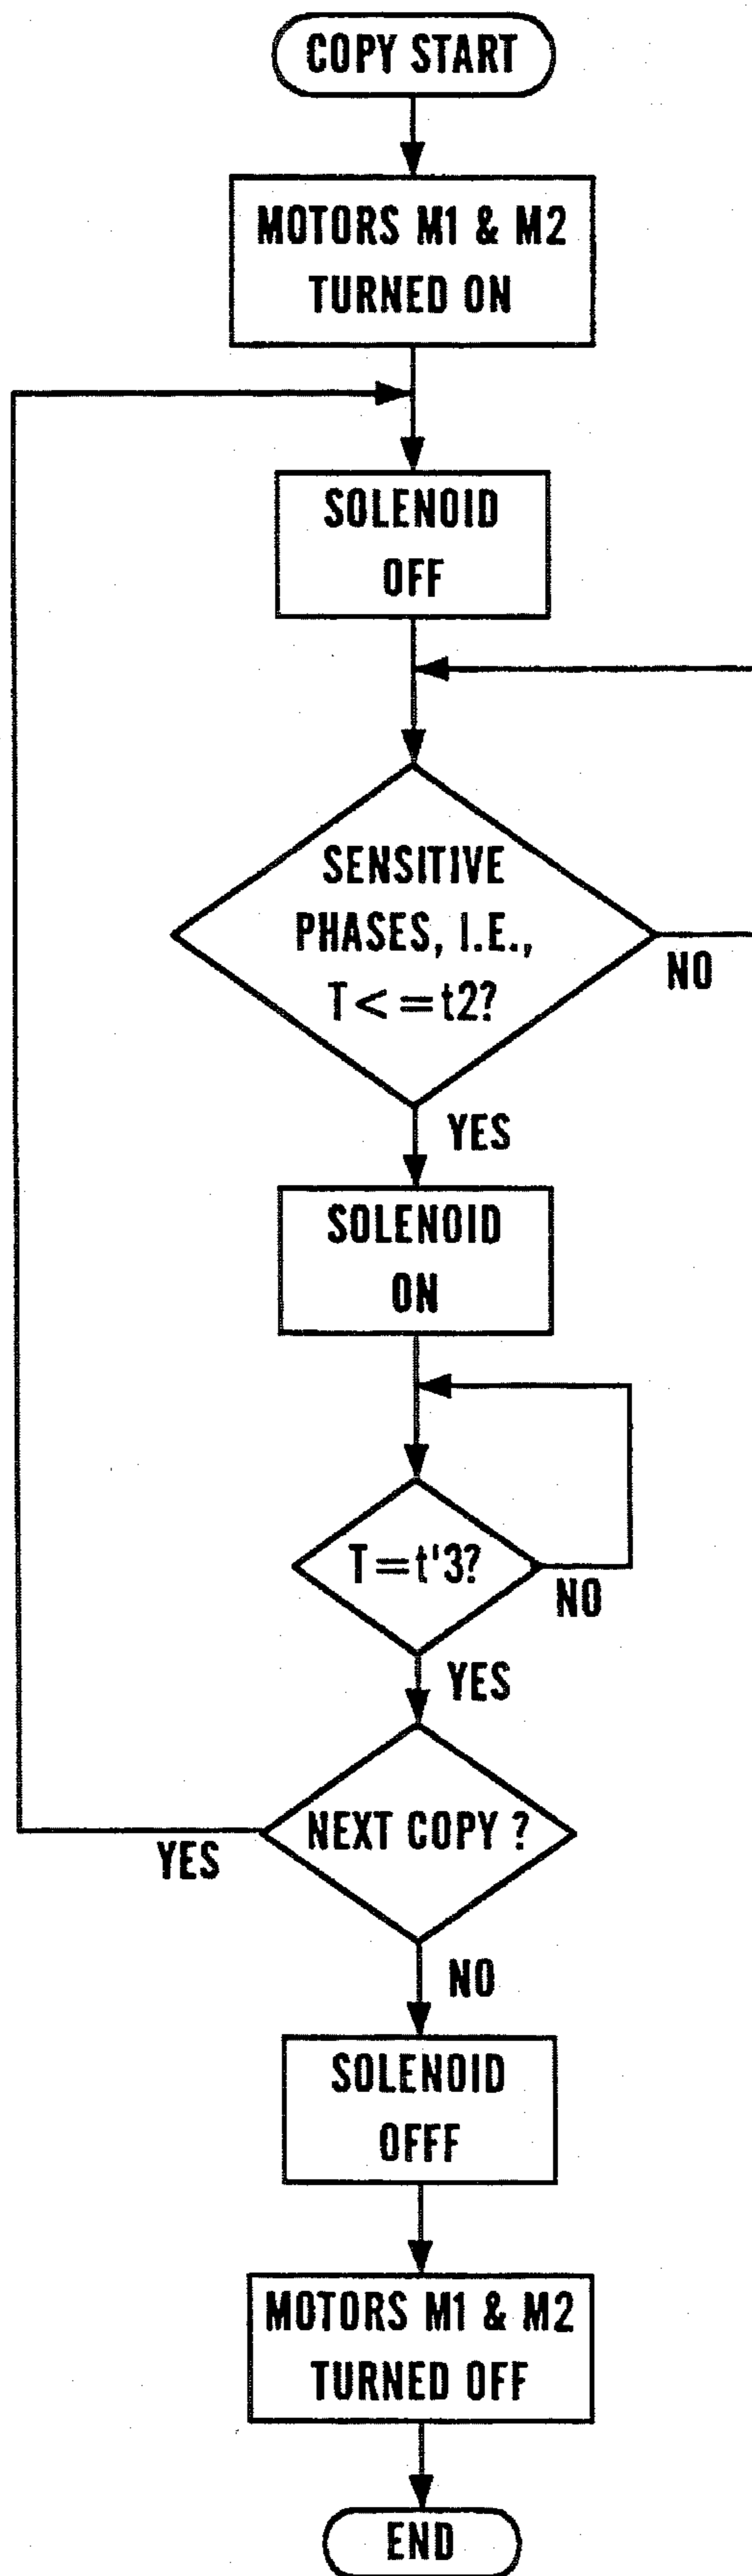 COPY START
MOTORS M1 & M2
TURNED ON
SOLENOID
OFF
SENSITIVE
PHASES, I.E.,
T<=t2?
NO
YES
SOLENOID
ON
T=t'3?
NO
YES
NEXT COPY ?
YES
NO
SOLENOID
OFFF
MOTORS M1 & M2
TURNED OFF
END